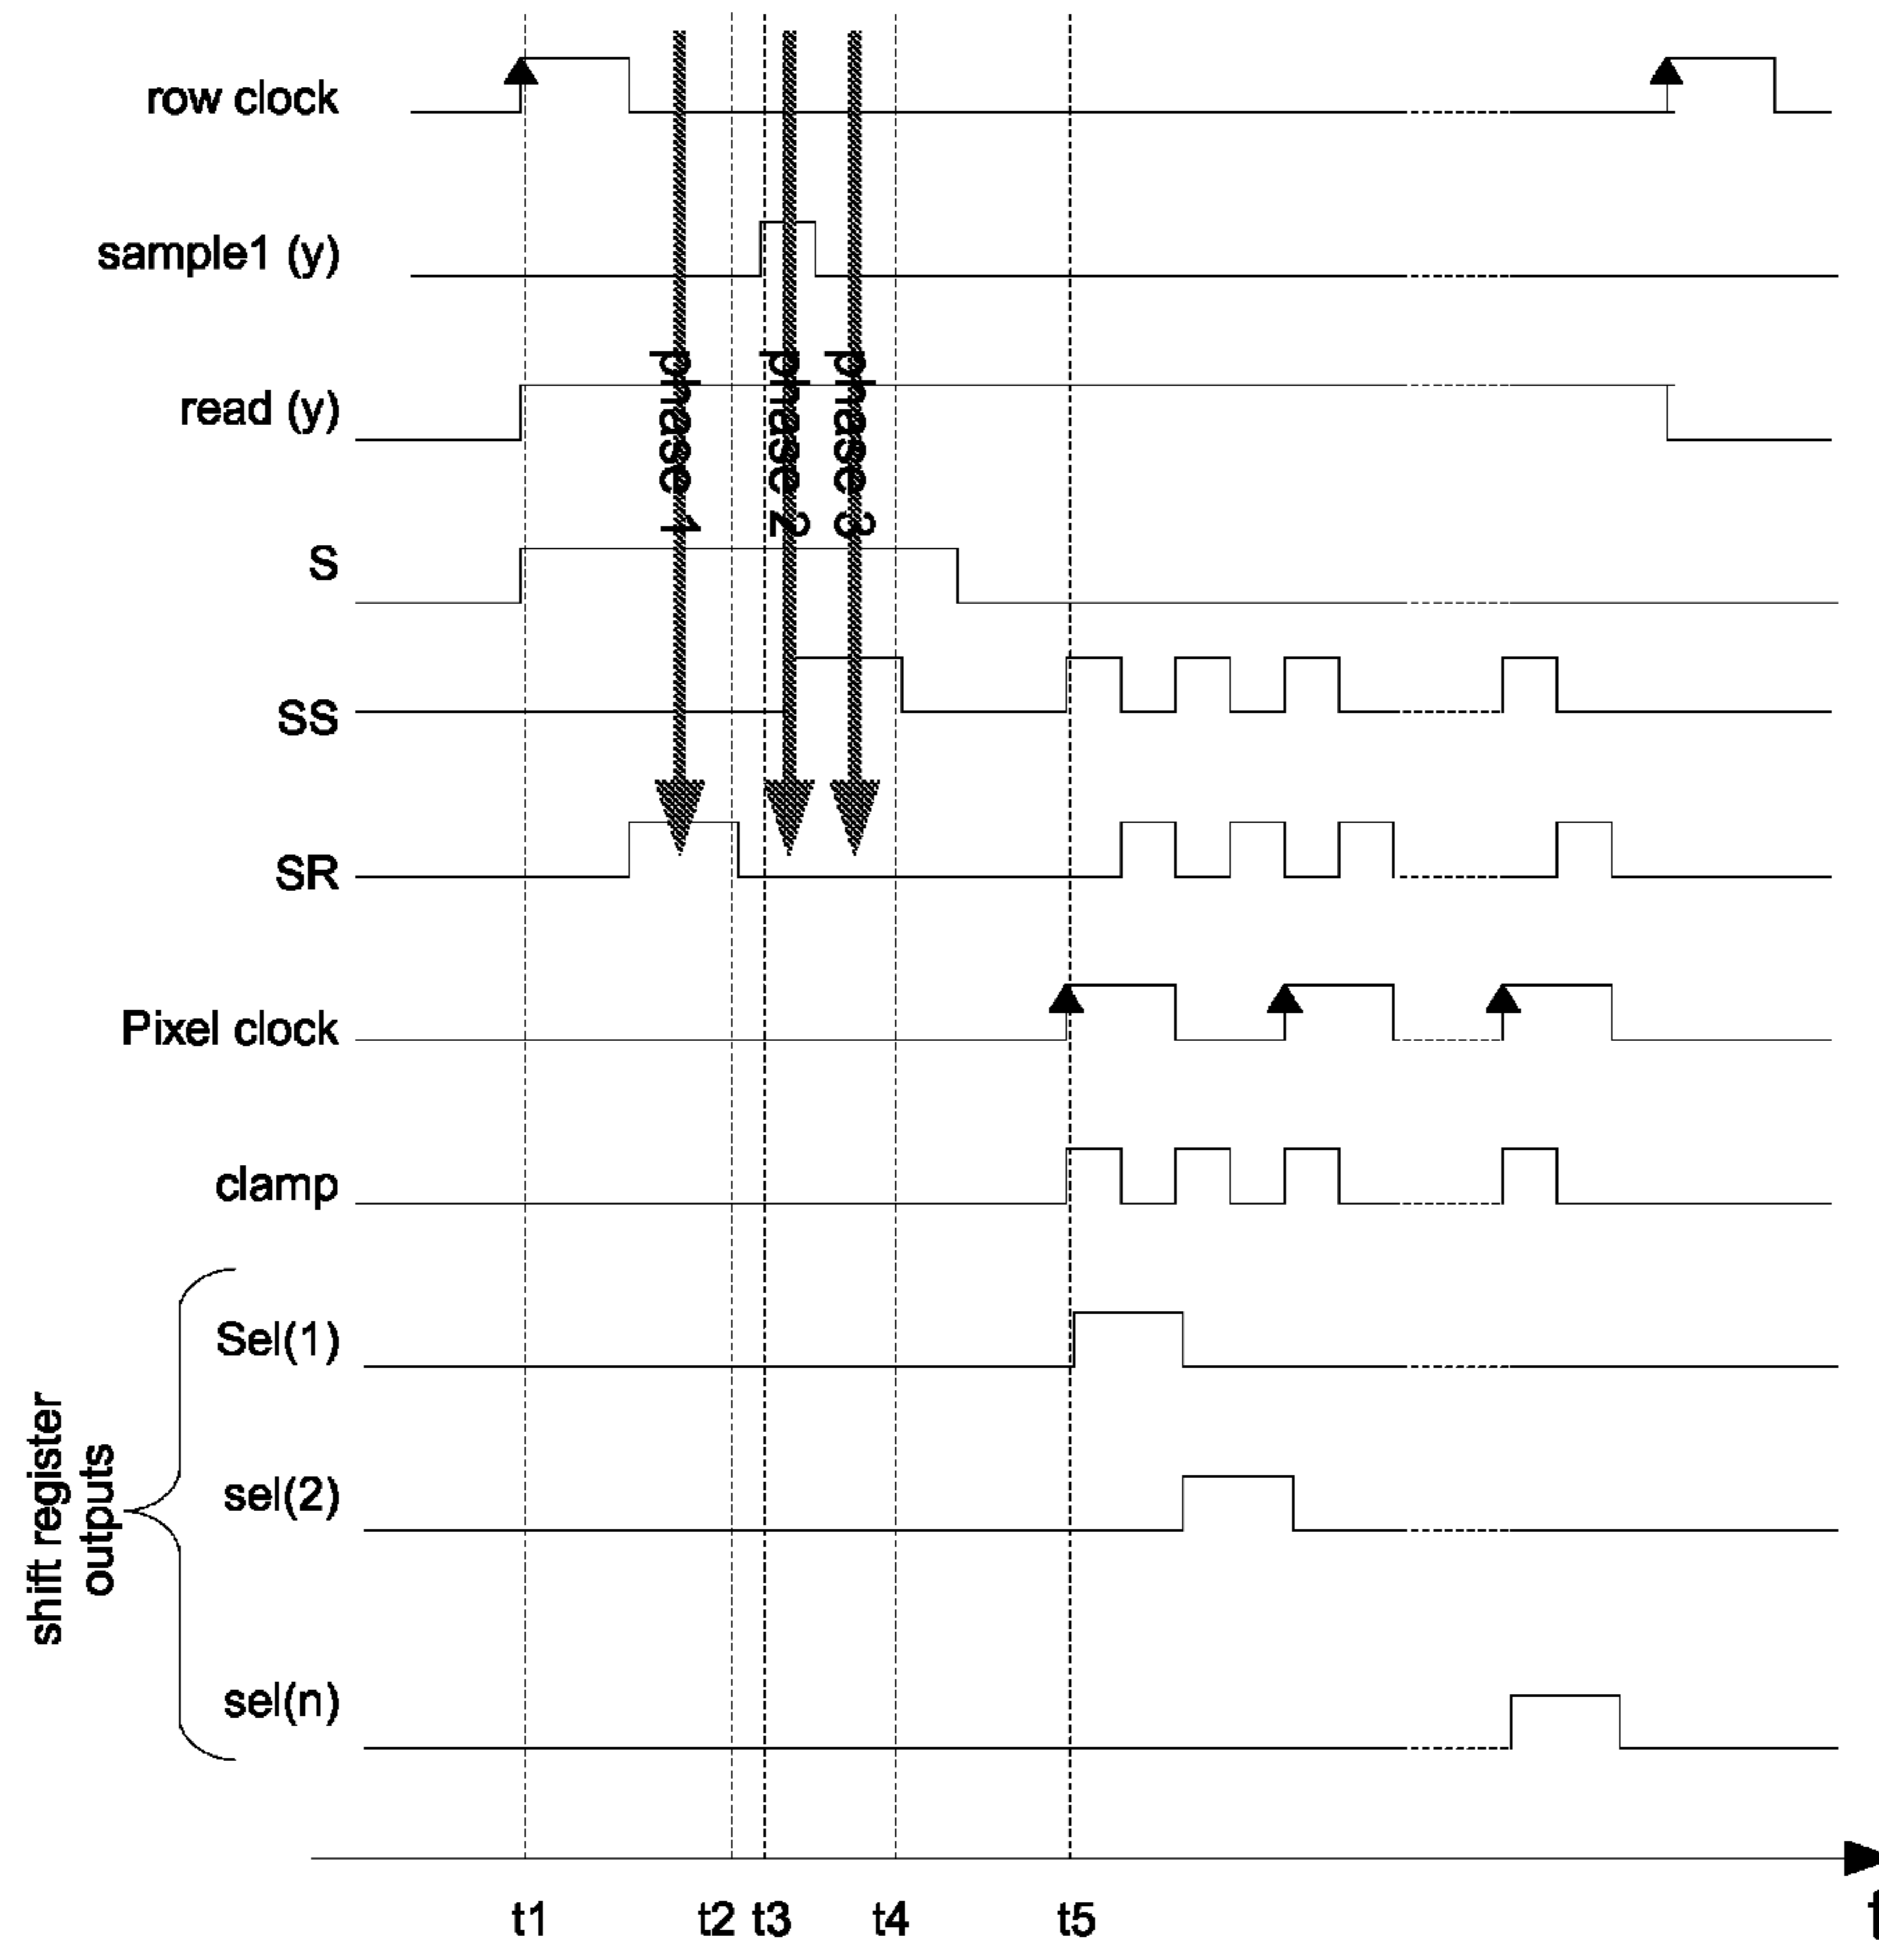 row clock
sample1 (y)
read (y)
S
SS
SR
Pixel clock
clamp
Sel(1)
sel(2)
sel(n)
shift register
outputs
phase 1
phase 2
phase 3
t1
t2
t3
t4
t5
t